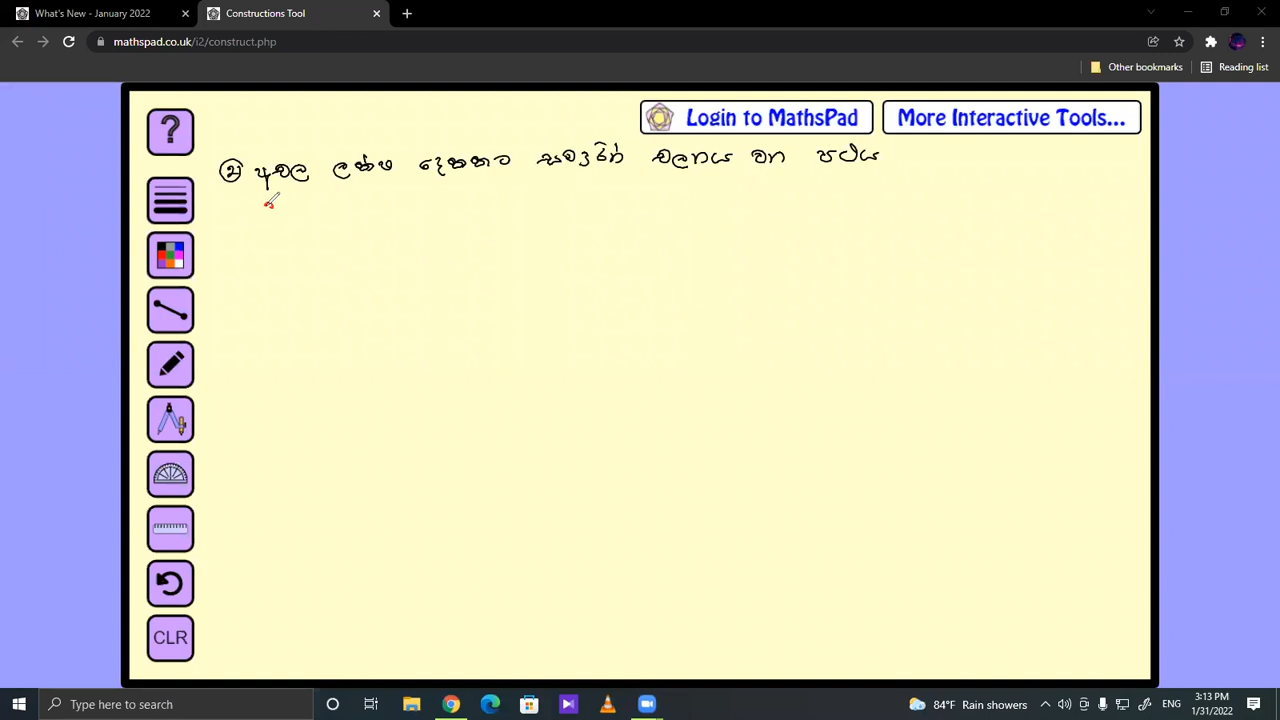 What's New - January 2022
Constructions Tool
mathspad.co.uk/i2/construct.php
Other bookmarks
Reading list
?
Login to MathsPad
More Interactive Tools...
අචල ලක්ෂ දෙකකට සමදුරින් චලනය වන පථය
CLR
Type here to search
84°F Rain showers
ENG
3:13 PM
1/31/2022